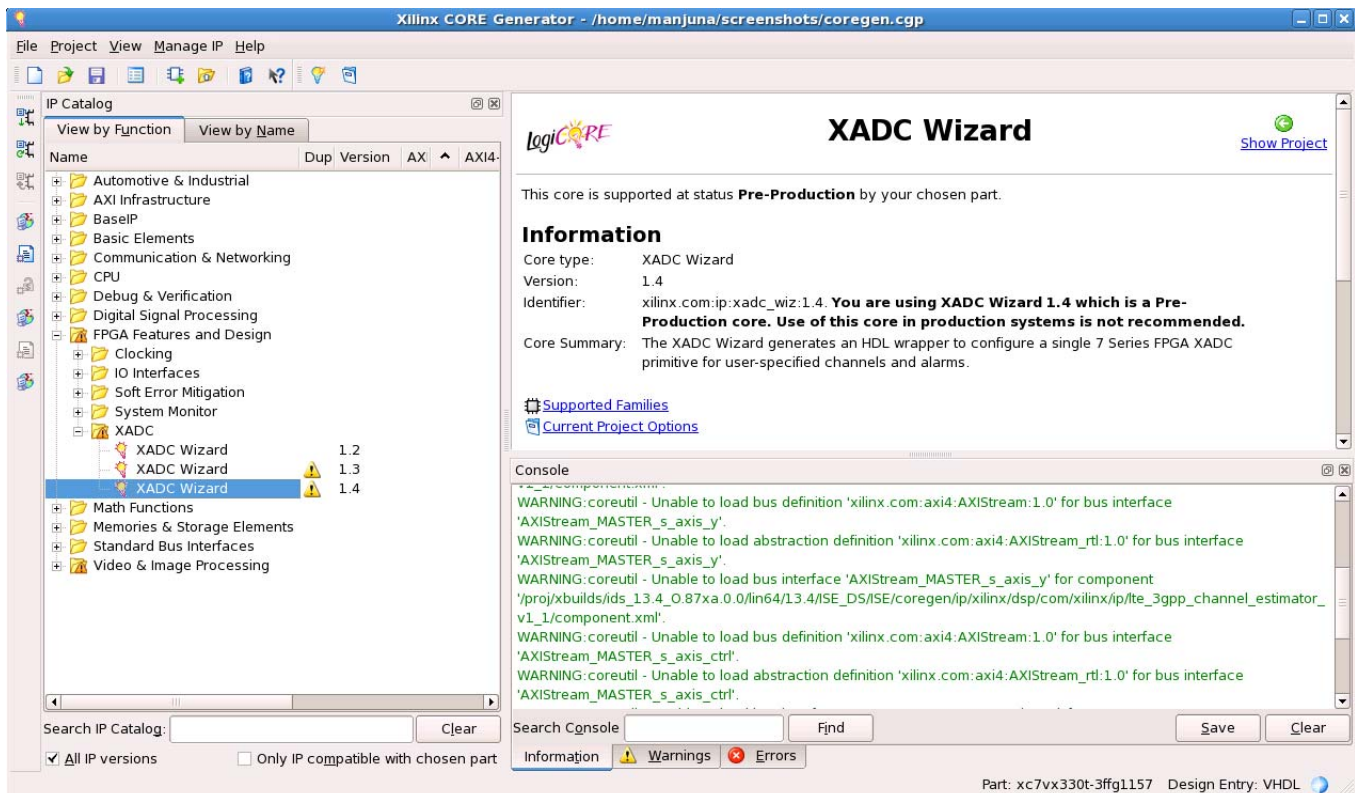 Xilinx CORE Generator - /home/manjuna/screenshots/coregen.cgp
File Project View Manage IP Help
IP Catalog
View by Function View by Name
Name Dup Version AX AXI4-
Automotive & Industrial
AXI Infrastructure
BaseIP
Basic Elements
Communication & Networking
CPU
Debug & Verification
Digital Signal Processing
FPGA Features and Design
Clocking
IO Interfaces
Soft Error Mitigation
System Monitor
XADC
XADC Wizard 1.2
XADC Wizard 1.3
XADC Wizard 1.4
Math Functions
Memories & Storage Elements
Standard Bus Interfaces
Video & Image Processing
Search IP Catalog: Clear
All IP versions Only IP compatible with chosen part
LogiCORE XADC Wizard Show Project
This core is supported at status Pre-Production by your chosen part.
Information
Core type: XADC Wizard
Version: 1.4
Identifier: xilinx.com:ip:xadc_wiz:1.4. You are using XADC Wizard 1.4 which is a Pre-
Production core. Use of this core in production systems is not recommended.
Core Summary: The XADC Wizard generates an HDL wrapper to configure a single 7 Series FPGA XADC
primitive for user-specified channels and alarms.
Supported Families
Current Project Options
Console
v1_1/component.xml'.
WARNING:coreutil - Unable to load bus definition 'xilinx.com:axi4:AXIStream:1.0' for bus interface
'AXIStream_MASTER_s_axis_y'.
WARNING:coreutil - Unable to load abstraction definition 'xilinx.com:axi4:AXIStream_rtl:1.0' for bus interface
'AXIStream_MASTER_s_axis_y'.
WARNING:coreutil - Unable to load bus interface 'AXIStream_MASTER_s_axis_y' for component
'/proj/xbuilds/ids_13.4_O.87xa.0.0/lin64/13.4/ISE_DS/ISE/coregen/ip/xilinx/dsp/com/xilinx/ip/lte_3gpp_channel_estimator_
v1_1/component.xml'.
WARNING:coreutil - Unable to load bus definition 'xilinx.com:axi4:AXIStream:1.0' for bus interface
'AXIStream_MASTER_s_axis_ctrl'.
WARNING:coreutil - Unable to load abstraction definition 'xilinx.com:axi4:AXIStream_rtl:1.0' for bus interface
'AXIStream_MASTER_s_axis_ctrl'.
Search Console Find Save Clear
Information Warnings Errors
Part: xc7vx330t-3ffg1157 Design Entry: VHDL